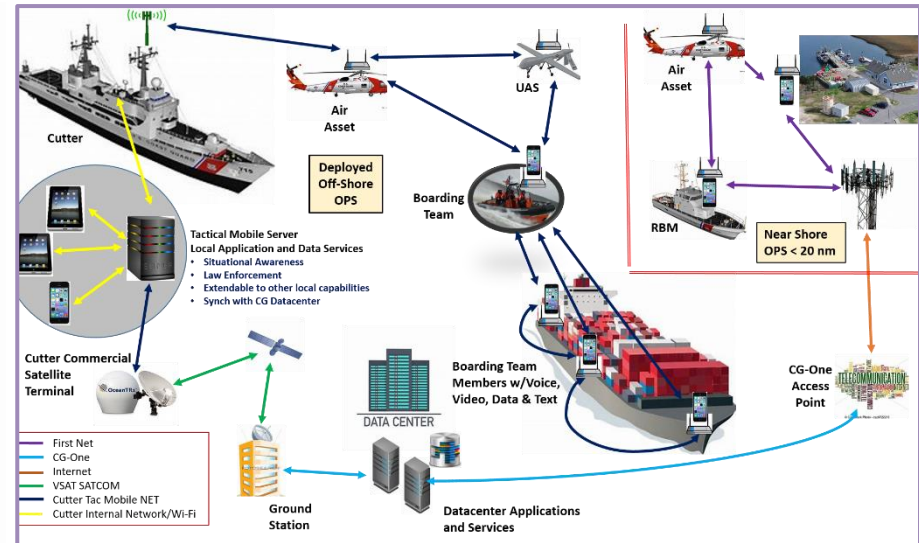 Cutter
Air
Asset
UAS
Deployed
Off-Shore
OPS
Boarding
Team
Air
Asset
RBM
Near Shore
OPS < 20 nm
Tactical Mobile Server
Local Application and Data Services
• Situational Awareness
• Law Enforcement
• Extendable to other local capabilities
• Synch with CG Datacenter
Cutter Commercial
Satellite
Terminal
OceanTRx
DATA CENTER
Boarding Team
Members w/Voice,
Video, Data & Text
CG-One
Access
Point
TELECOMMUNICATION
Ground
Station
Datacenter Applications
and Services
First Net
CG-One
Internet
VSAT SATCOM
Cutter Tac Mobile NET
Cutter Internal Network/Wi-Fi